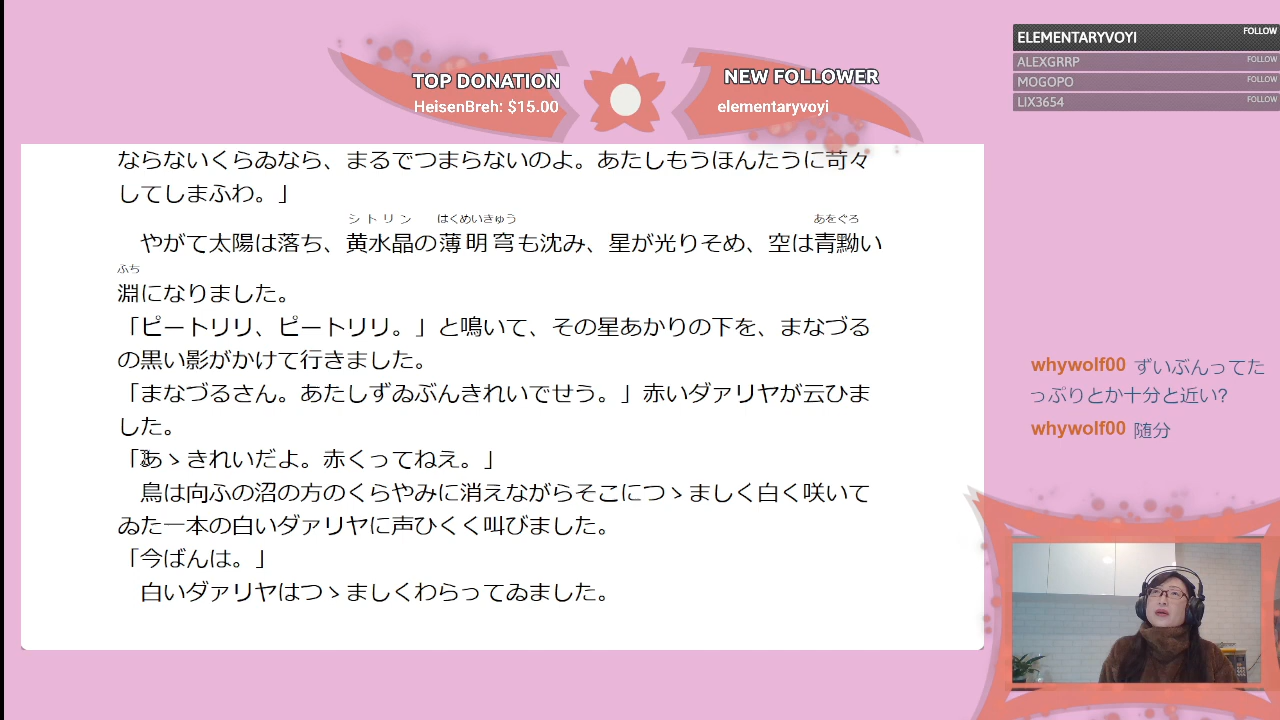 TOP DONATION
HeisenBreh: $15.00
NEW FOLLOWER
elementaryvoyi
ELEMENTARYVOYI FOLLOW
ALEXGRRP FOLLOW
MOGOPO FOLLOW
LIX3654 FOLLOW
ならないくらゐなら、まるでつまらないのよ。あたしもうほんたうに苛々
してしまふわ。」
シトリン はくめいきゅう あをぐろ
やがて太陽は落ち、黄水晶の薄明穹も沈み、星が光りそめ、空は青黝い
ふち
淵になりました。
「ピートリリ、ピートリリ。」と鳴いて、その星あかりの下を、まなづる
の黒い影がかけて行きました。
「まなづるさん。あたしずゐぶんきれいでせう。」赤いダァリヤが云ひま
した。
「あゝきれいだよ。赤くってねえ。」
鳥は向ふの沼の方のくらやみに消えながらそこにつゝましく白く咲いて
ゐた一本の白いダァリヤに声ひくく叫びました。
「今ばんは。」
白いダァリヤはつゝましくわらってゐました。
whywolf00 ずいぶんってた
っぷりとか十分と近い?
whywolf00 随分